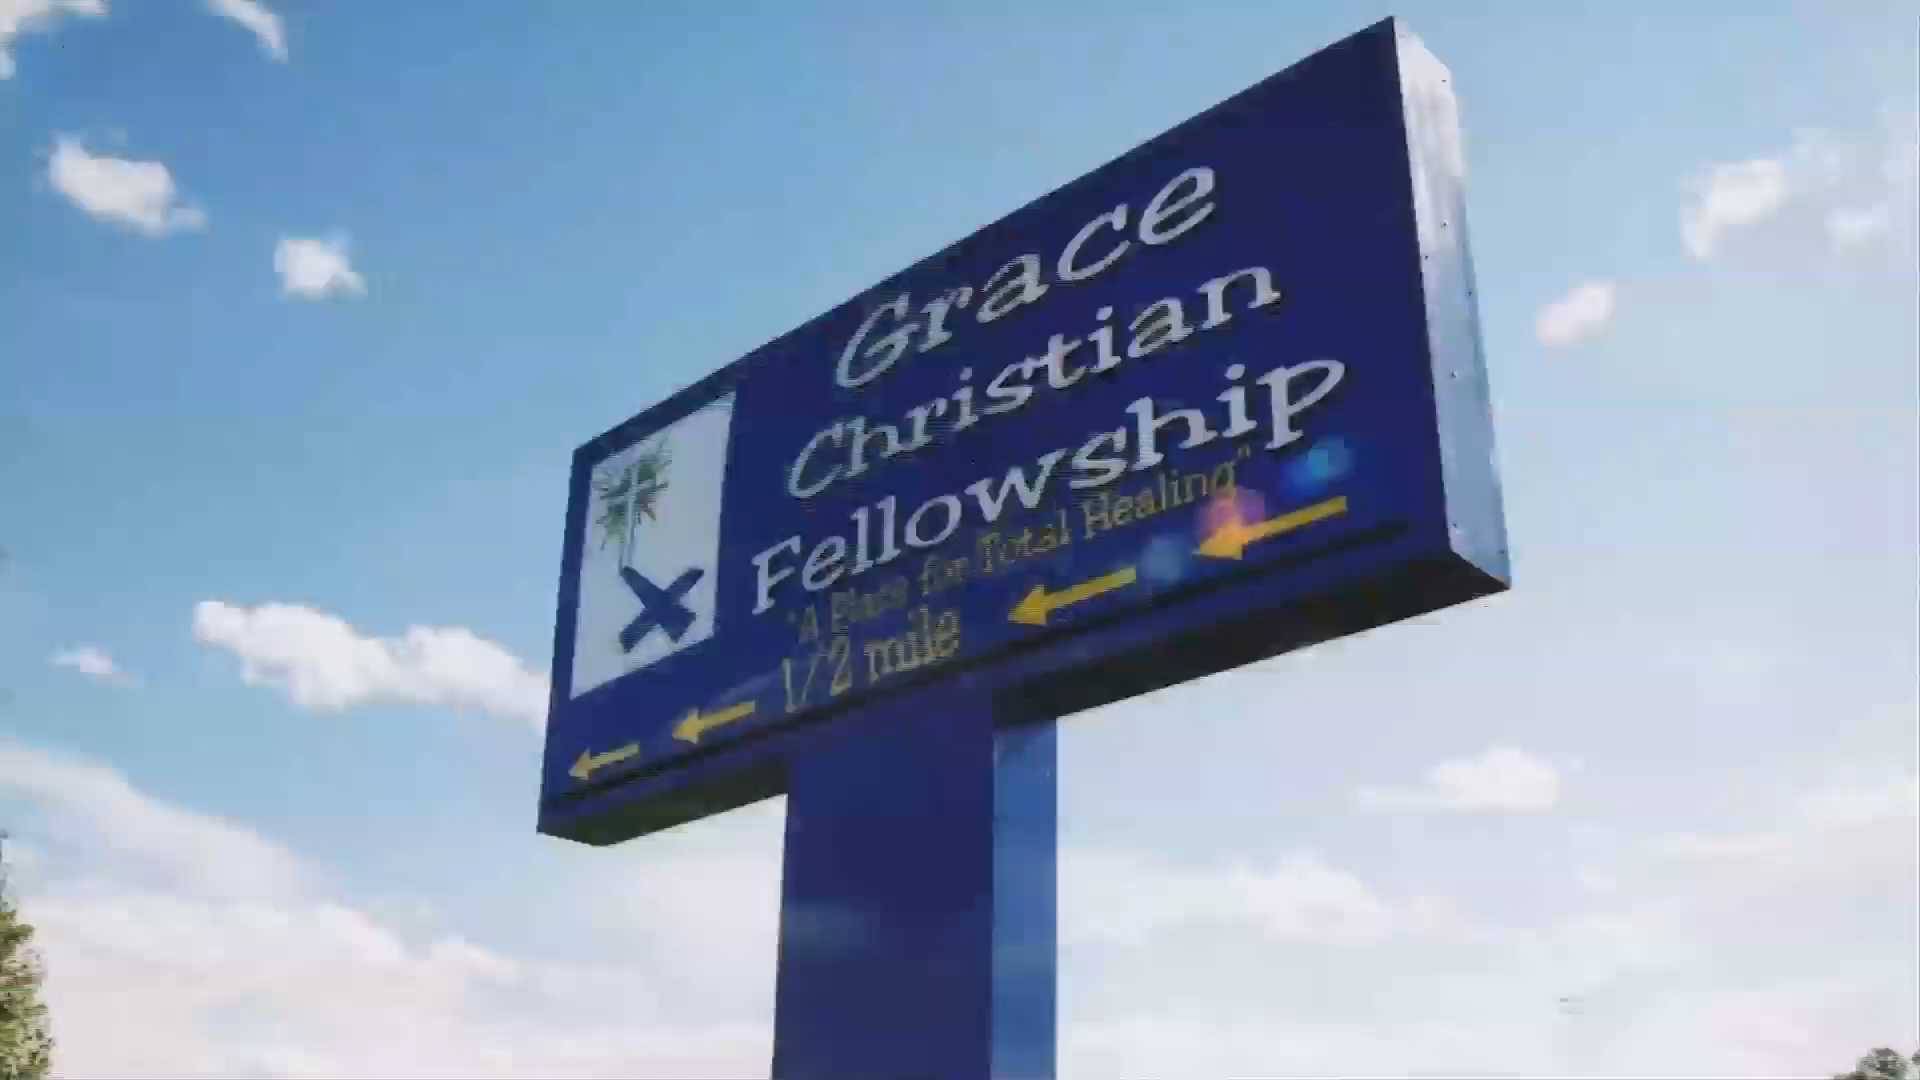 Grace
Christian
Fellowship
"A Place for Total Healing"
1/2 mile